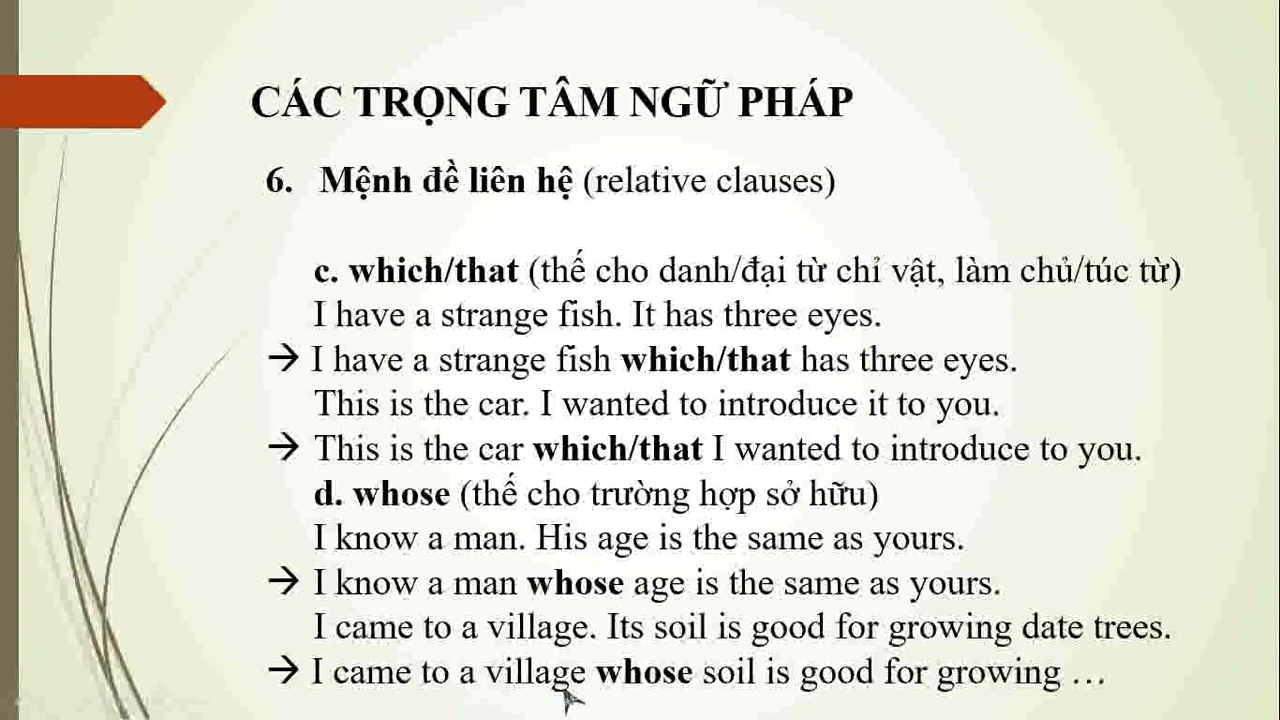 CÁC TRỌNG TÂM NGỮ PHÁP
6. Mệnh đề liên hệ (relative clauses)
c. which/that (thế cho danh/đại từ chỉ vật, làm chủ/túc từ)
I have a strange fish. It has three eyes.
→ I have a strange fish which/that has three eyes.
This is the car. I wanted to introduce it to you.
→ This is the car which/that I wanted to introduce to you.
d. whose (thế cho trường hợp sở hữu)
I know a man. His age is the same as yours.
→ I know a man whose age is the same as yours.
I came to a village. Its soil is good for growing date trees.
→ I came to a village whose soil is good for growing …